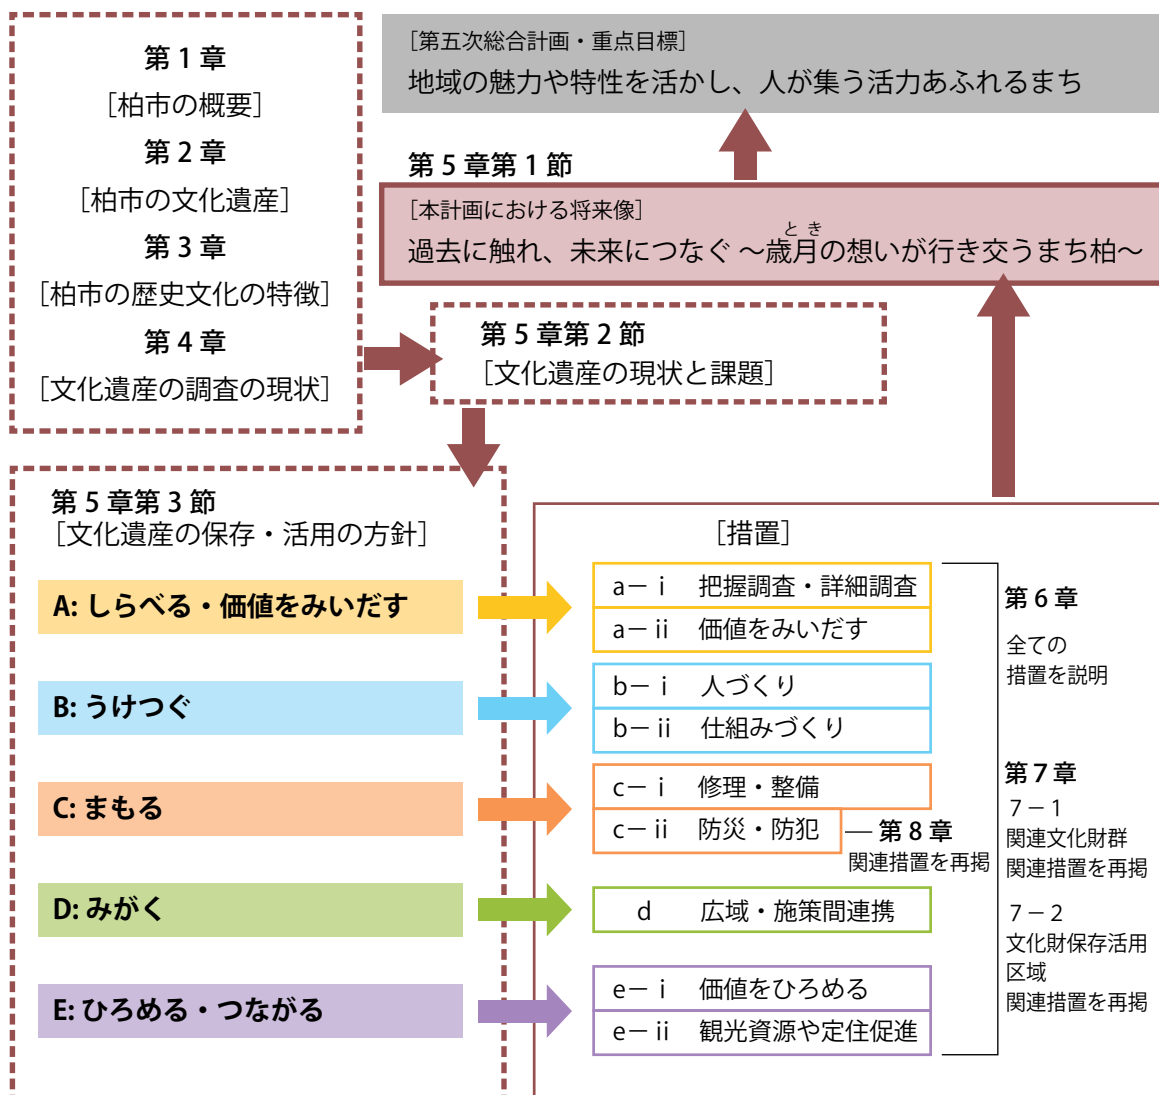 第 1 章
［柏市の概要］
第 2 章
［柏市の文化遺産］
第 3 章
［柏市の歴史文化の特徴］
第 4 章
［文化遺産の調査の現状］
［第五次総合計画・重点目標］
地域の魅力や特性を活かし、人が集う活力あふれるまち
第 5 章第 1 節
［本計画における将来像］
とき
過去に触れ、未来につなぐ ～歳月の想いが行き交うまち柏～
第 5 章第 2 節
［文化遺産の現状と課題］
第 5 章第 3 節
［文化遺産の保存・活用の方針］
A: しらべる・価値をみいだす
B: うけつぐ
C: まもる
D: みがく
E: ひろめる・つながる
［措置］
a－ i 把握調査・詳細調査
a－ ii 価値をみいだす
b－ i 人づくり
b－ ii 仕組みづくり
c－ i 修理・整備
c－ ii 防災・防犯
第 8 章
関連措置を再掲
d 広域・施策間連携
e－ i 価値をひろめる
e－ ii 観光資源や定住促進
第 6 章
全ての
措置を説明
第 7 章
7－1
関連文化財群
関連措置を再掲
7－2
文化財保存活用
区域
関連措置を再掲